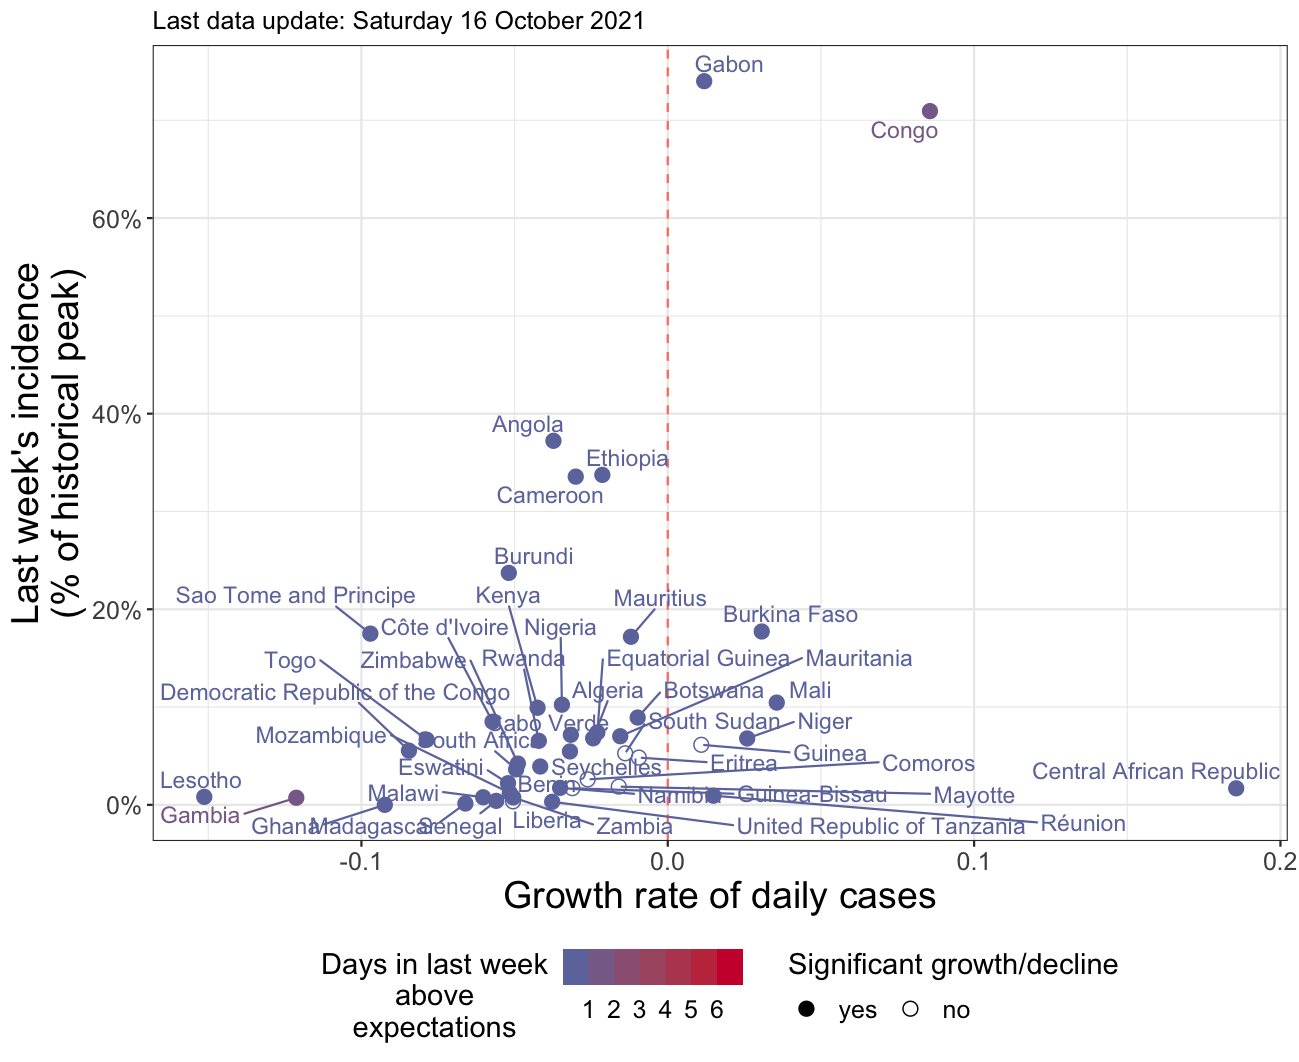 Last data update: Saturday 16 October 2021
Last week's incidence
(% of historical peak)
60%
40%
20%
0%
Gabon
Congo
Angola
Ethiopia
Cameroon
Burundi
Sao Tome and Principe
Kenya
Mauritius
Burkina Faso
Côte d'Ivoire
Nigeria
Togo
Zimbabwe
Rwanda
Equatorial Guinea
Mauritania
Democratic Republic of the Congo
Algeria
Botswana
Mali
Cabo Verde
South Sudan
Niger
Mozambique
South Africa
Guinea
Eswatini
Seychelles
Eritrea
Comoros
Central African Republic
Lesotho
Benin
Malawi
Namibia
Guinea-Bissau
Mayotte
Gambia
Ghana
Madagascar
Senegal
Liberia
Zambia
United Republic of Tanzania
Réunion
-0.1
0.0
0.1
0.2
Growth rate of daily cases
Days in last week
above
expectations
1 2 3 4 5 6
Significant growth/decline
yes
no